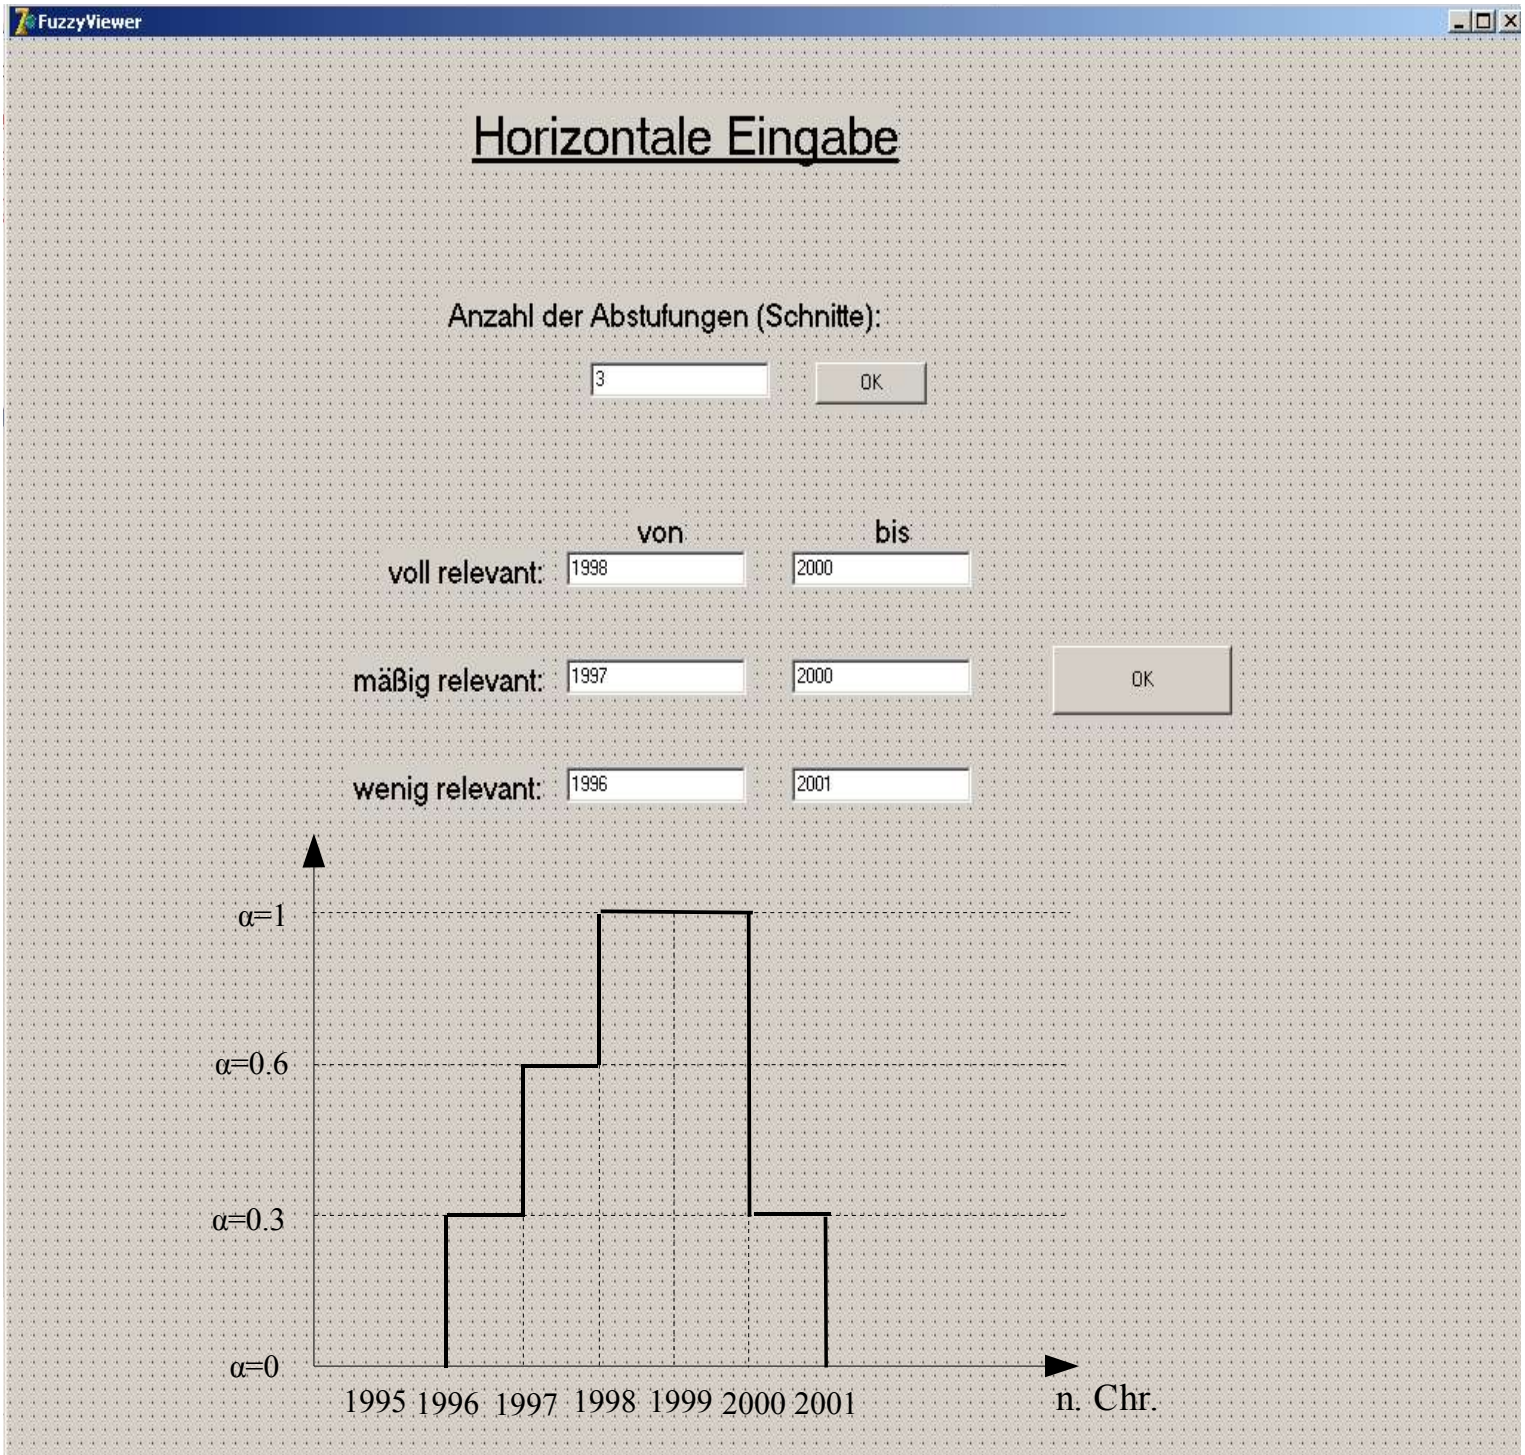 FuzzyViewer
Horizontale Eingabe
Anzahl der Abstufungen (Schnitte):
3 OK
von bis
voll relevant: 1998 2000
mäßig relevant: 1997 2000 OK
wenig relevant: 1996 2001
α=1
α=0.6
α=0.3
α=0
1995 1996 1997 1998 1999 2000 2001 n. Chr.